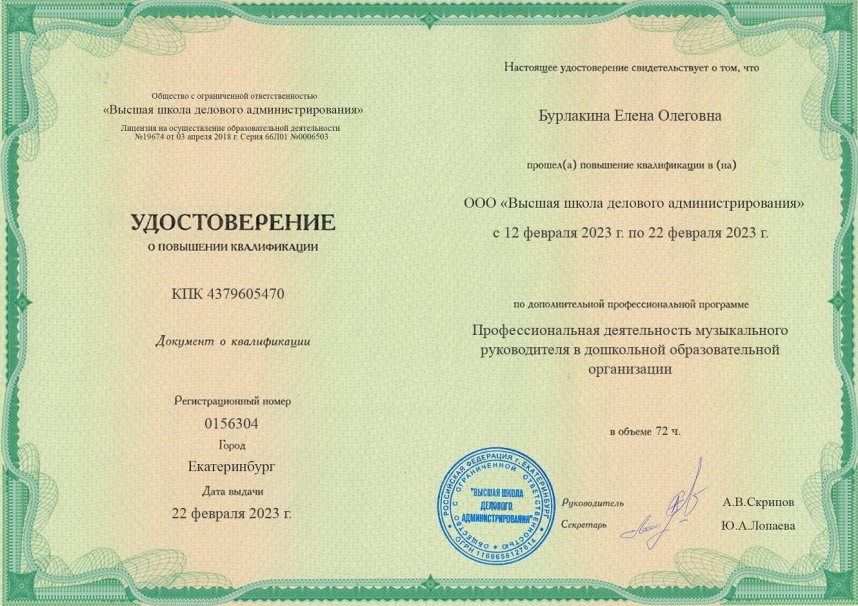 Общество с ограниченной ответственностью
«Высшая школа делового администрирования»
Лицензия на осуществление образовательной деятельности
№19674 от 03 апреля 2018 г. Серия 66Л01 №0006503
УДОСТОВЕРЕНИЕ
О ПОВЫШЕНИИ КВАЛИФИКАЦИИ
КПК 4379605470
Документ о квалификации
Регистрационный номер
0156304
Город
Екатеринбург
Дата выдачи
22 февраля 2023 г.
Настоящее удостоверение свидетельствует о том, что
Бурлакина Елена Олеговна
прошел(а) повышение квалификации в (на)
ООО «Высшая школа делового администрирования»
с 12 февраля 2023 г. по 22 февраля 2023 г.
по дополнительной профессиональной программе
Профессиональная деятельность музыкального
руководителя в дошкольной образовательной
организации
в объеме 72 ч.
РОССИЙСКАЯ ФЕДЕРАЦИЯ г. ЕКАТЕРИНБУРГ
ОБЩЕСТВО С ОГРАНИЧЕННОЙ ОТВЕТСТВЕННОСТЬЮ
"ВЫСШАЯ ШКОЛА
ДЕЛОВОГО
АДМИНИСТРИРОВАНИЯ"
ОГРН 1169658127814
Руководитель А.В.Скрипов
Секретарь Ю.А.Лопаева